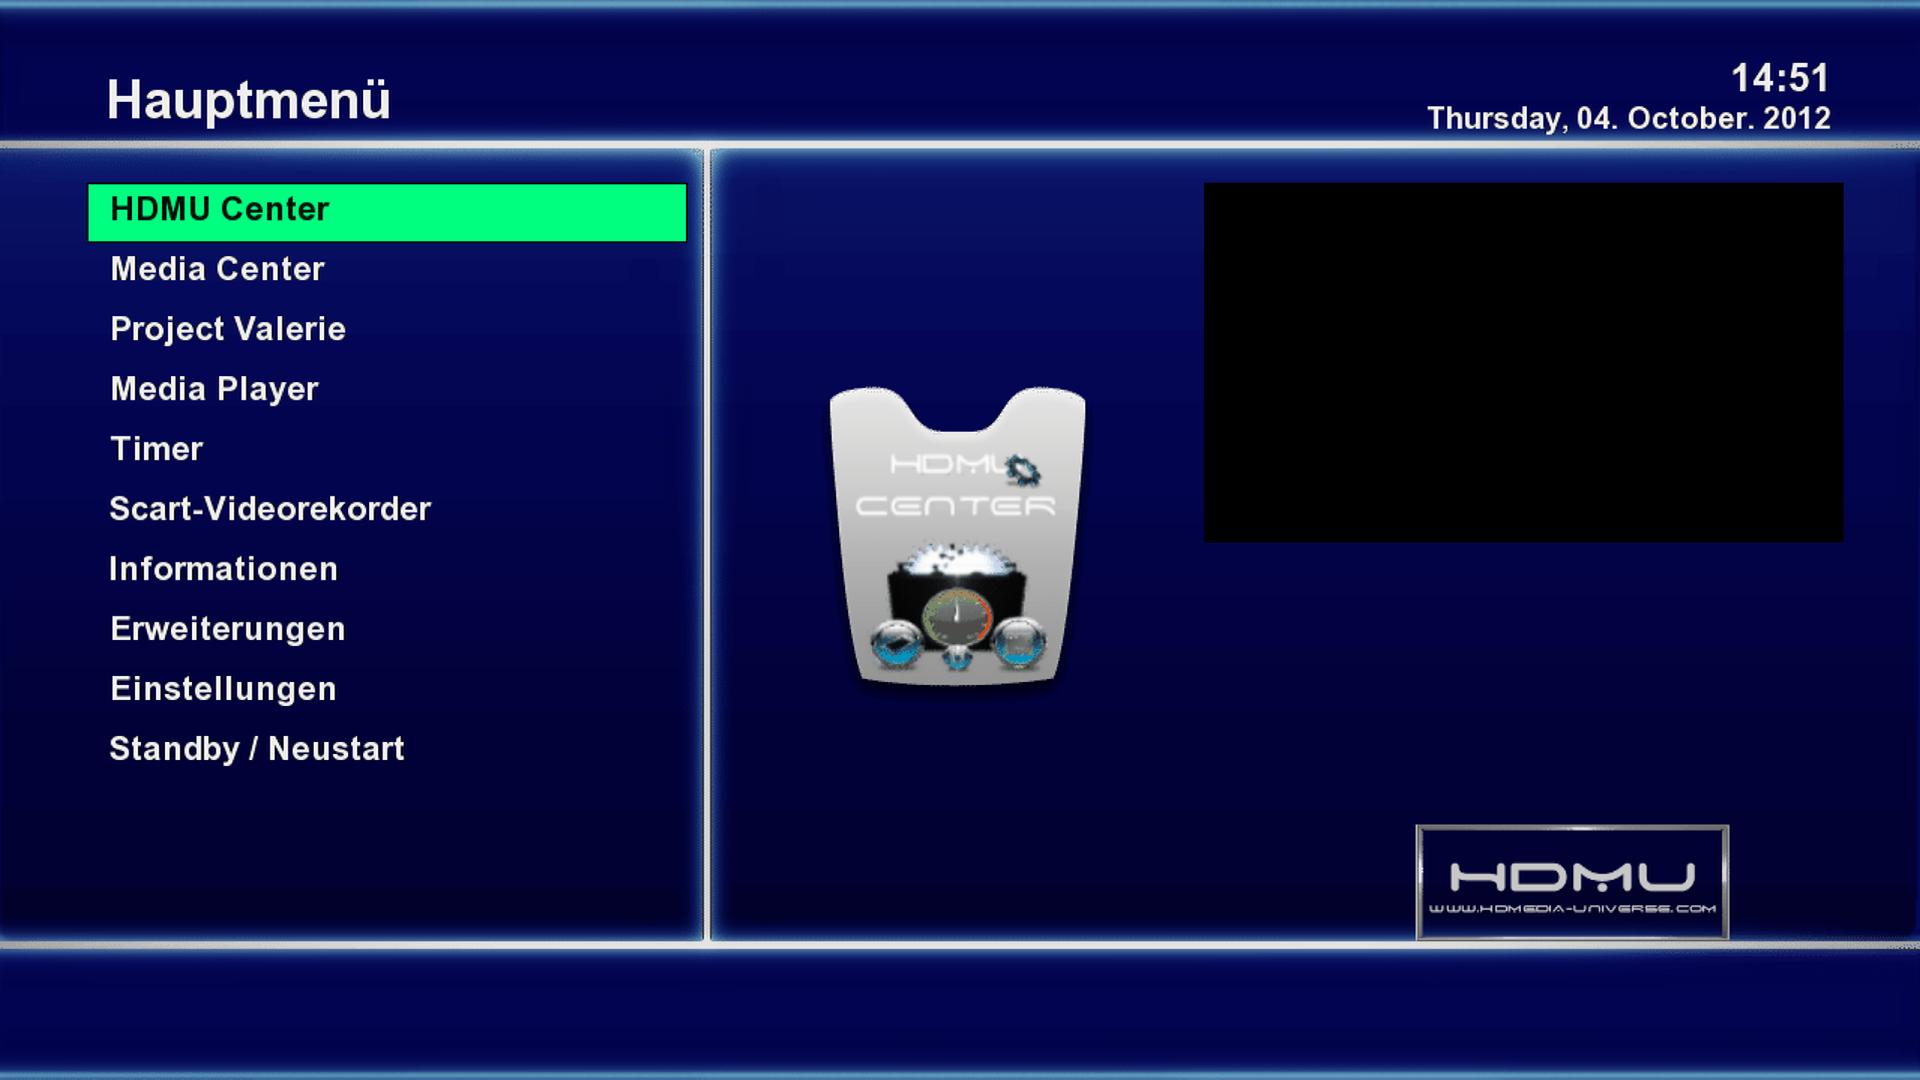 Hauptmenü
14:51
Thursday, 04. October. 2012
HDMU Center
Media Center
Project Valerie
Media Player
Timer
Scart-Videorekorder
Informationen
Erweiterungen
Einstellungen
Standby / Neustart
HDMU
CENTER
HDMU
WWW.HDMEDIA-UNIVERSE.COM